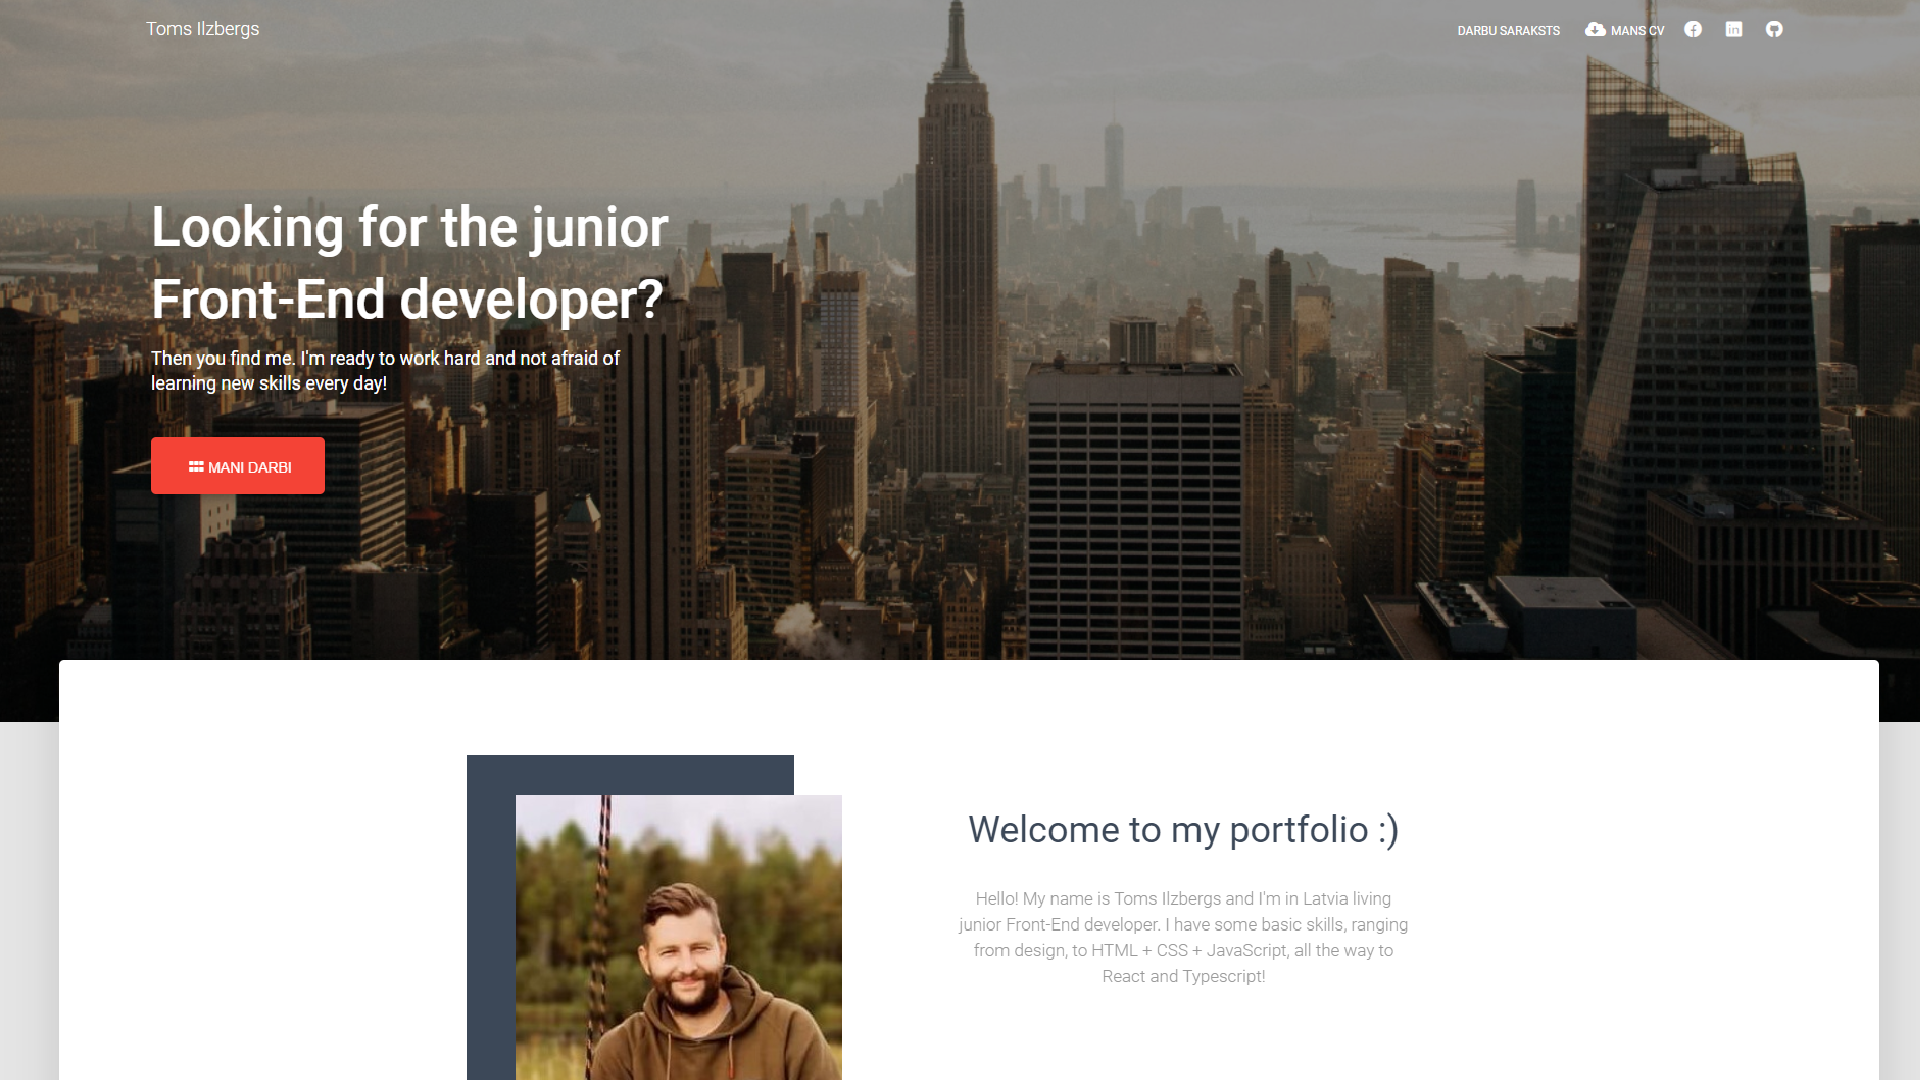 Toms Ilzbergs
DARBU SARAKSTS
MANS CV
Looking for the junior
Front-End developer?
Then you find me. I'm ready to work hard and not afraid of
learning new skills every day!
MANI DARBI
Welcome to my portfolio :)
Hello! My name is Toms Ilzbergs and I'm in Latvia living
junior Front-End developer. I have some basic skills, ranging
from design, to HTML + CSS + JavaScript, all the way to
React and Typescript!